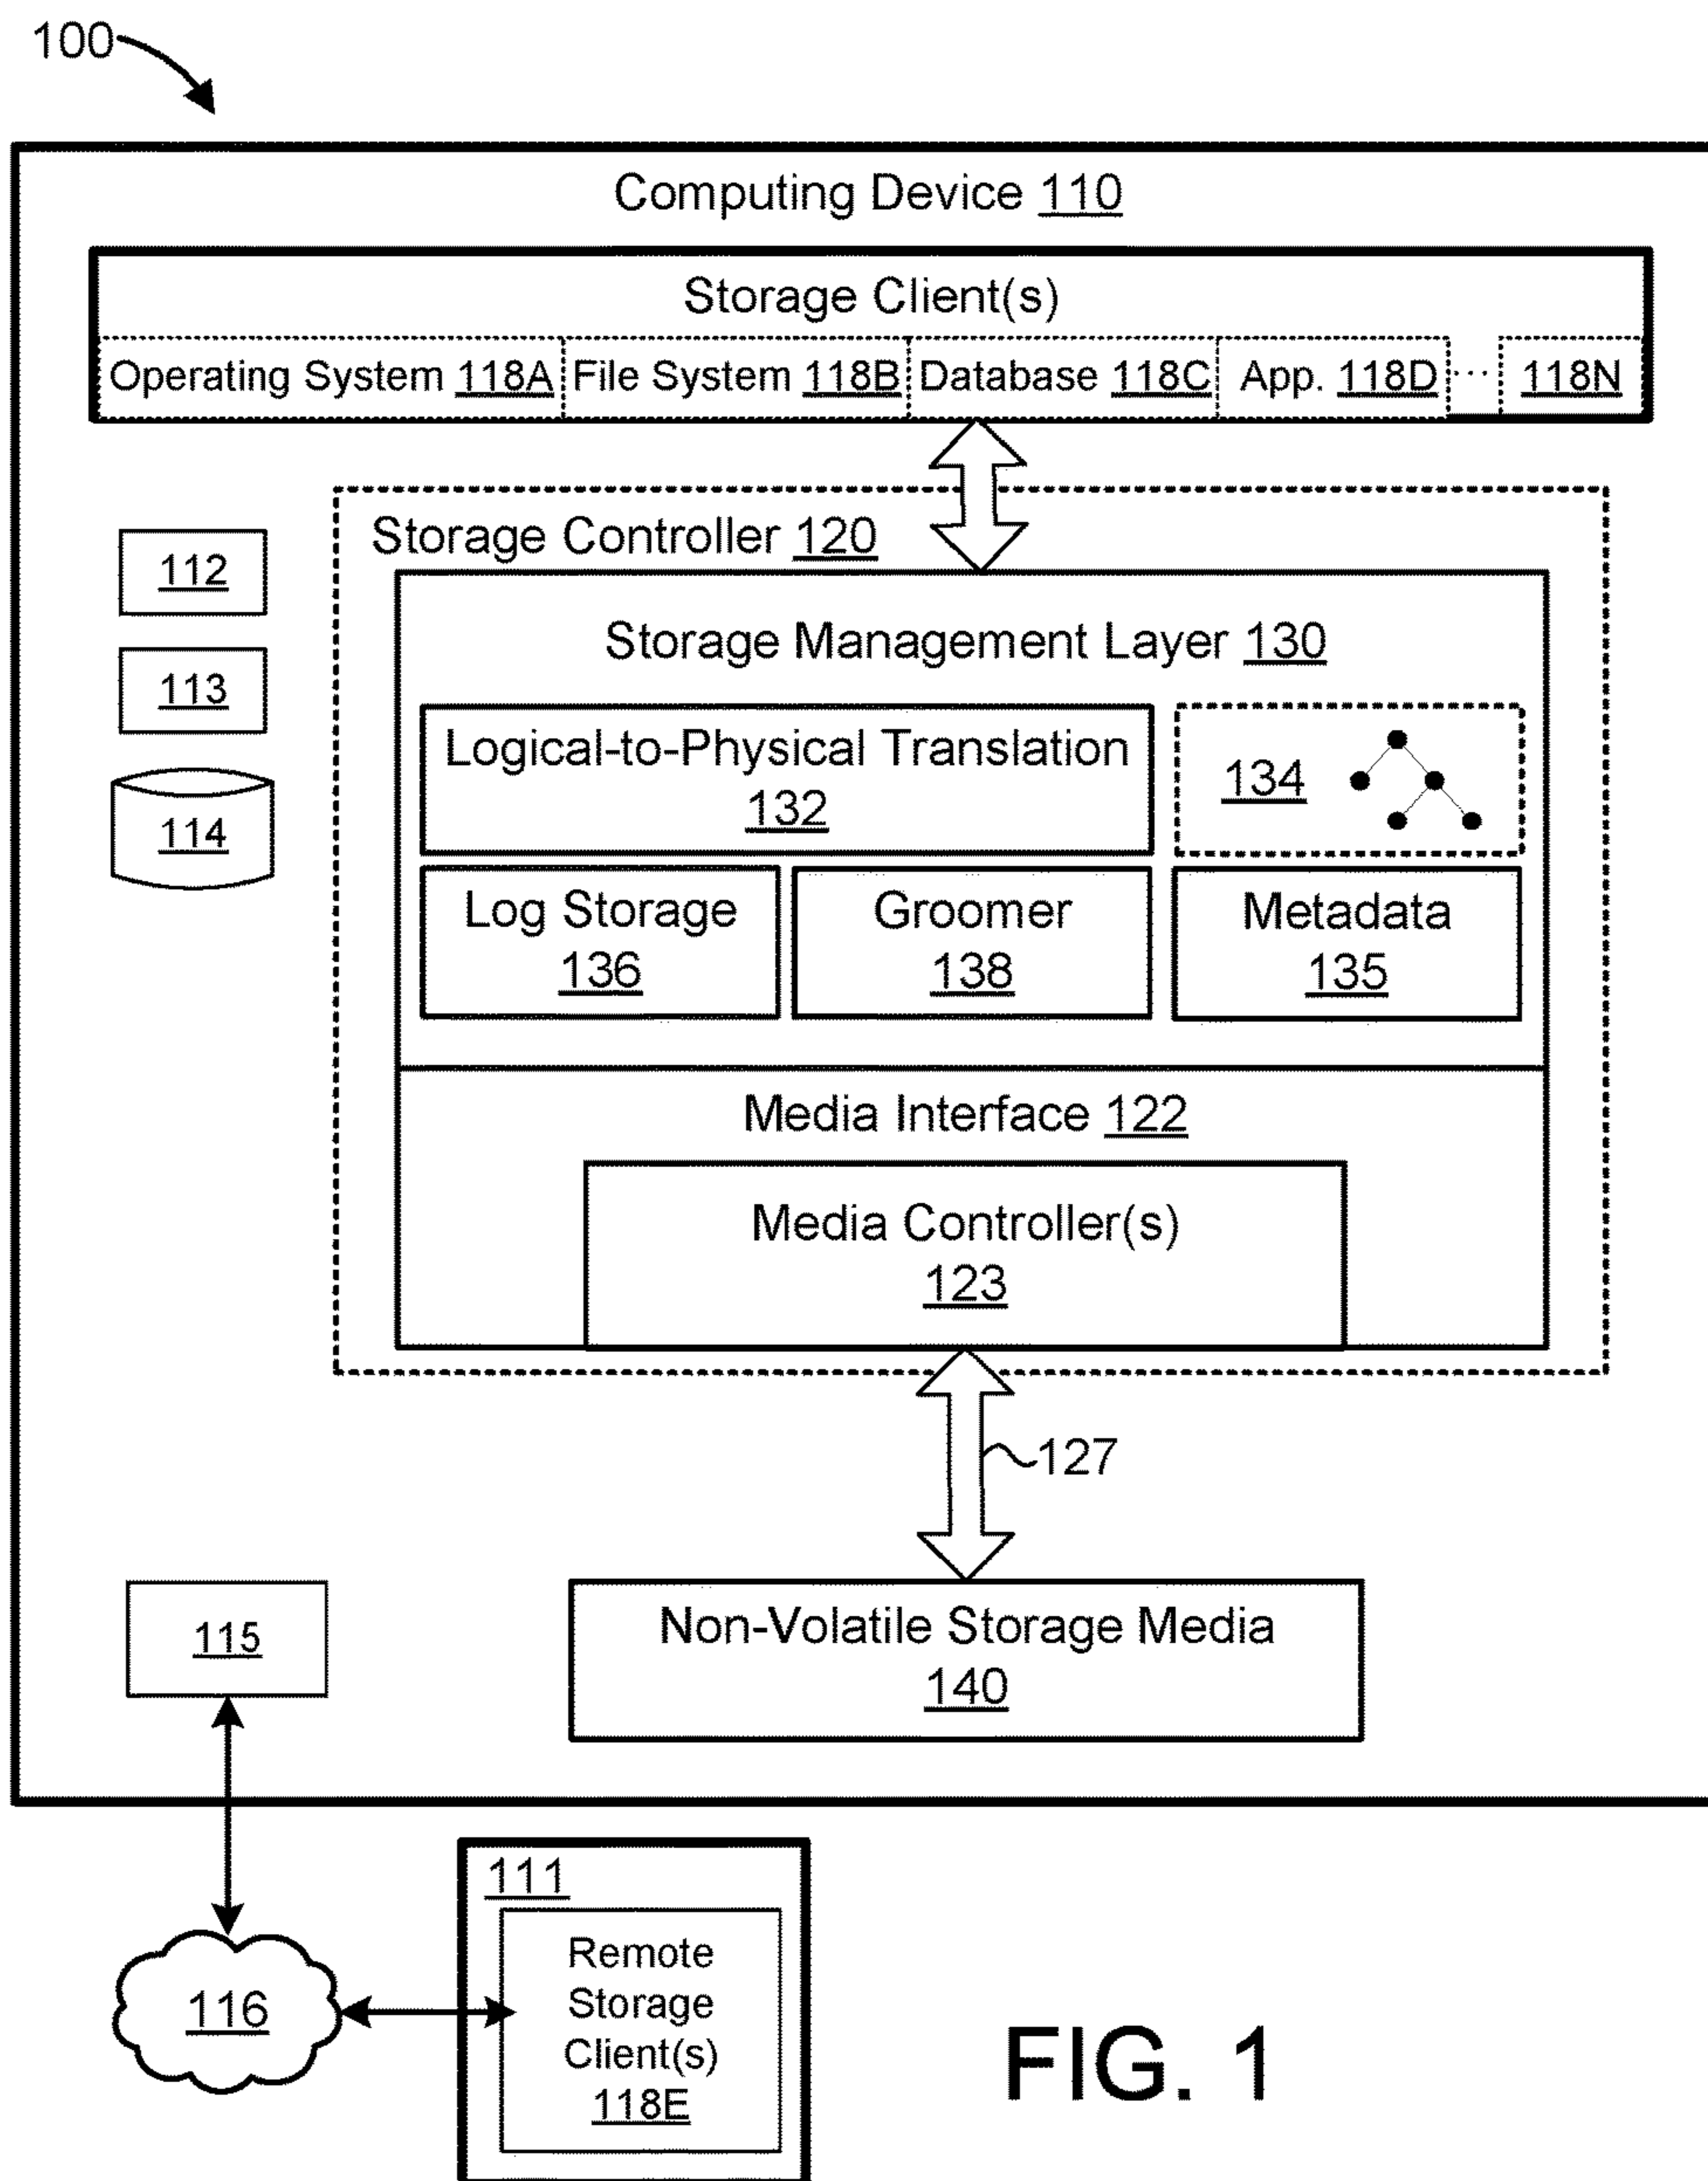 100
Computing Device 110
Storage Client(s)
Operating System 118A File System 118B Database 118C App. 118D ... 118N
Storage Controller 120
112
Storage Management Layer 130
113
Logical-to-Physical Translation
132
134
114
Log Storage
136
Groomer
138
Metadata
135
Media Interface 122
Media Controller(s)
123
127
115
Non-Volatile Storage Media
140
111
Remote
Storage
Client(s)
118E
116
FIG. 1